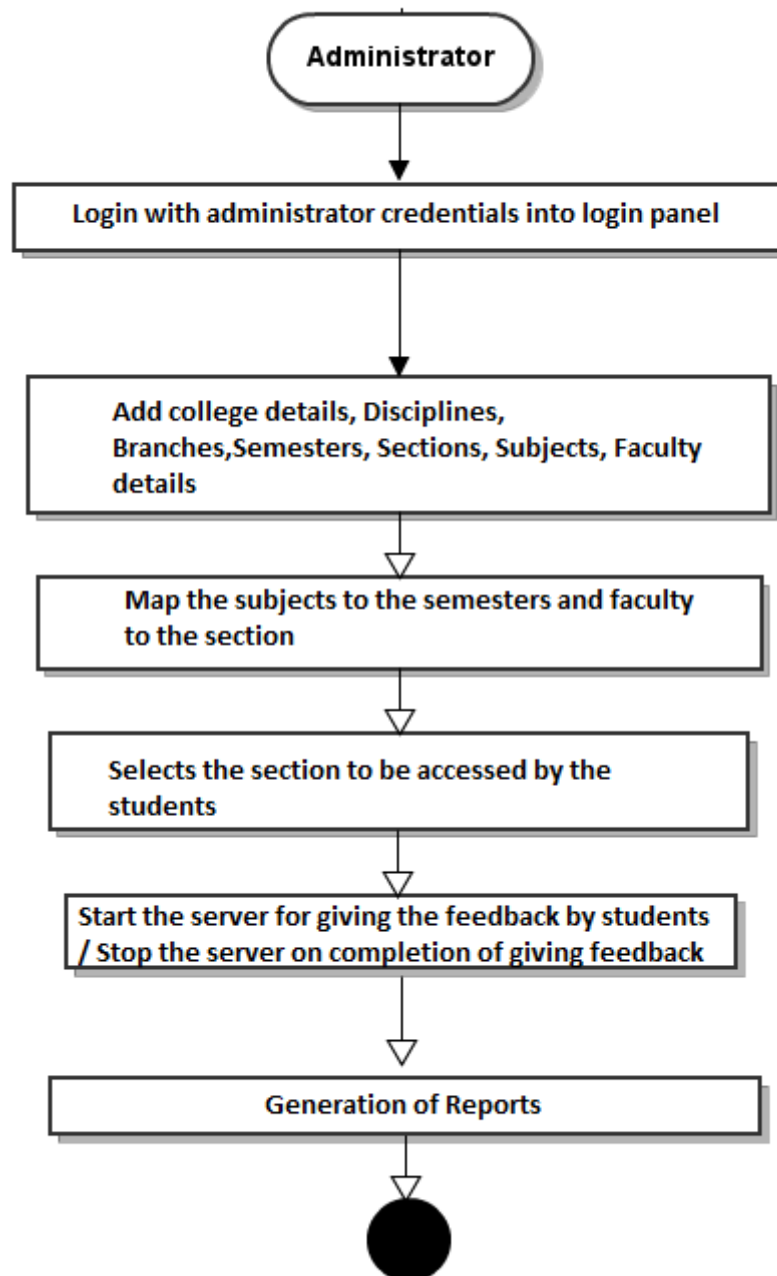 Administrator
Login with administrator credentials into login panel
Add college details, Disciplines,
Branches,Semesters, Sections, Subjects, Faculty
details
Map the subjects to the semesters and faculty
to the section
Selects the section to be accessed by the
students
Start the server for giving the feedback by students
/ Stop the server on completion of giving feedback
Generation of Reports